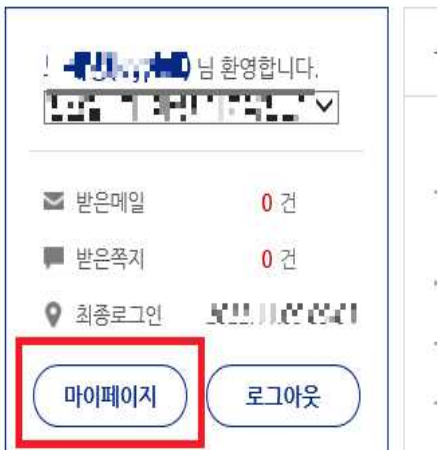 님 환영합니다.
받은메일 0 건
받은쪽지 0 건
최종로그인
마이페이지 로그아웃